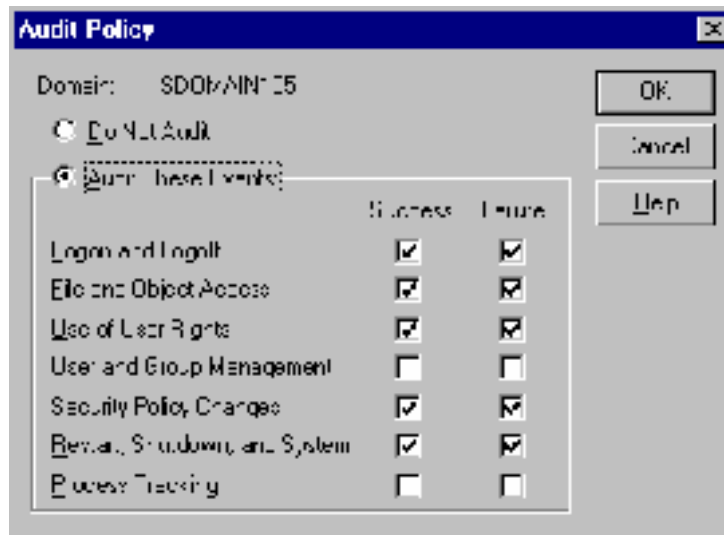 Audit Policy
Domain: SDOMAIN105
Do Not Audit
Audit These Events:
Success Failure
Logon and Logoff
File and Object Access
Use of User Rights
User and Group Management
Security Policy Changes
Restart, Shutdown, and System
Process Tracking
OK
Cancel
Help